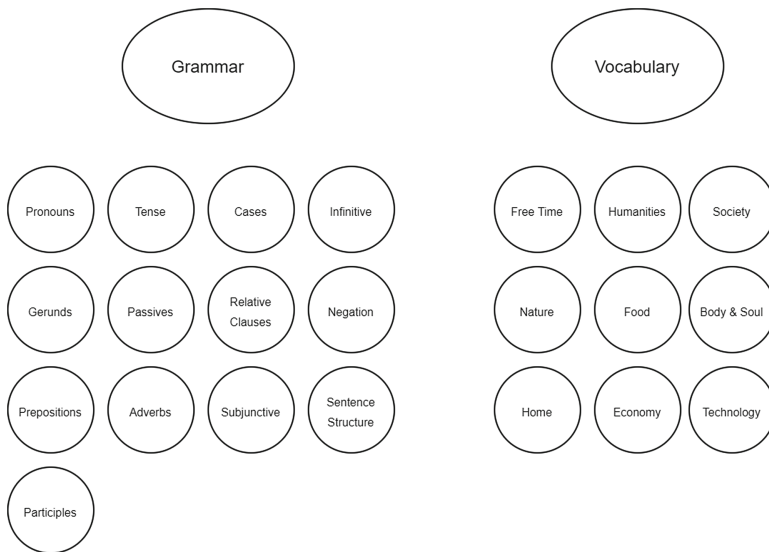 Grammar
Vocabulary
Pronouns
Tense
Cases
Infinitive
Free Time
Humanities
Society
Gerunds
Passives
Relative
Clauses
Negation
Nature
Food
Body & Soul
Prepositions
Adverbs
Subjunctive
Sentence
Structure
Home
Economy
Technology
Participles